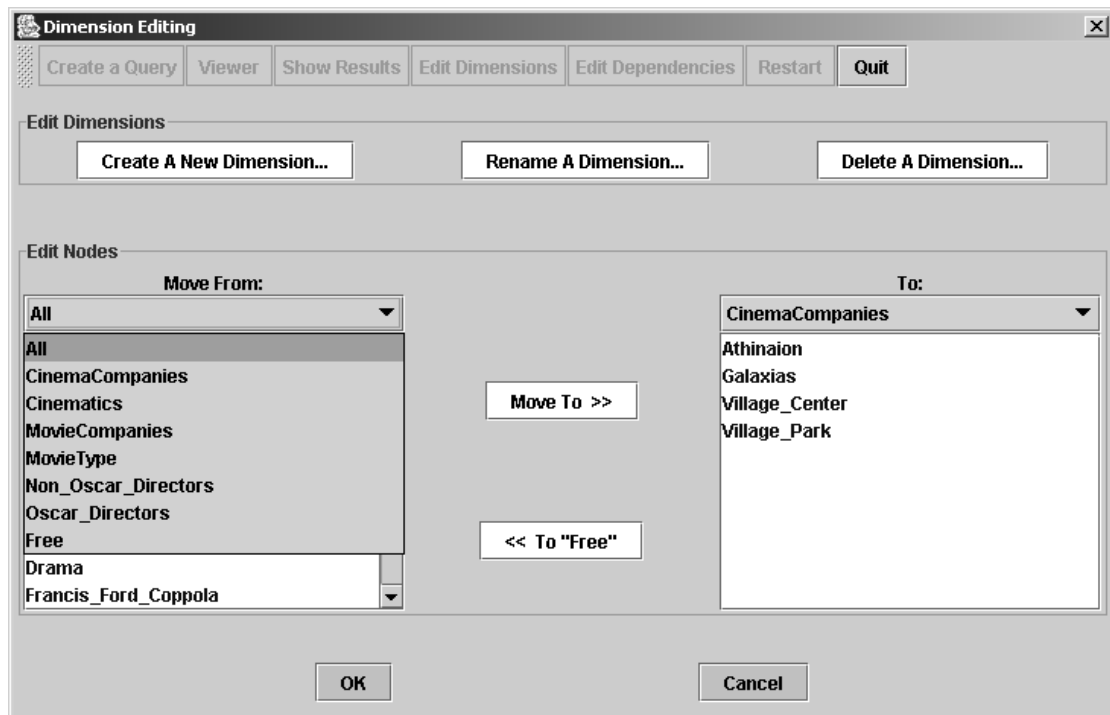 Dimension Editing
Create a Query Viewer Show Results Edit Dimensions Edit Dependencies Restart Quit
Edit Dimensions
Create A New Dimension... Rename A Dimension... Delete A Dimension...
Edit Nodes
Move From: To:
All CinemaCompanies
All Athinaion
CinemaCompanies Galaxias
Cinematics Move To >> Village_Center
MovieCompanies Village_Park
MovieType
Non_Oscar_Directors
Oscar_Directors
Free << To "Free"
Drama
Francis_Ford_Coppola
OK Cancel